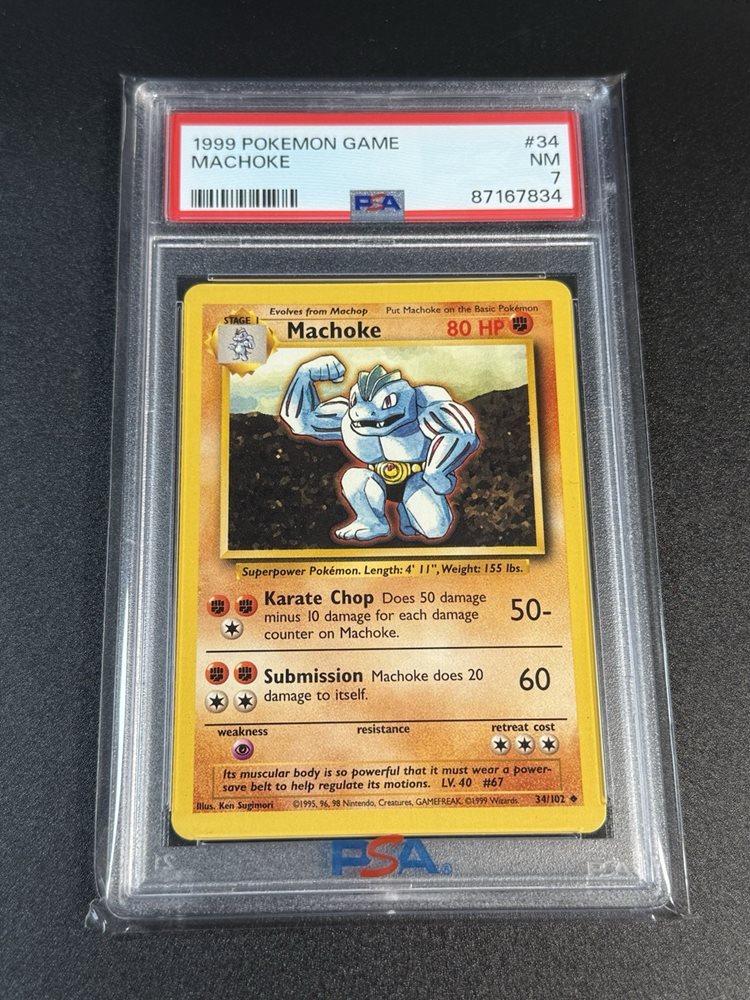 1999 POKEMON GAME #34
MACHOKE NM
7
PSA 87167834
Evolves from Machop Put Machoke on the Basic Pokémon
STAGE 1
Machoke 80 HP
Superpower Pokémon. Length: 4' 11", Weight: 155 lbs.
Karate Chop Does 50 damage
minus 10 damage for each damage
counter on Machoke.
50-
Submission Machoke does 20
damage to itself.
60
weakness resistance retreat cost
Its muscular body is so powerful that it must wear a power-
save belt to help regulate its motions. LV. 40 #67
Illus. Ken Sugimori ©1995, 96, 98 Nintendo, Creatures, GAMEFREAK. ©1999 Wizards. 34/102
PSA®